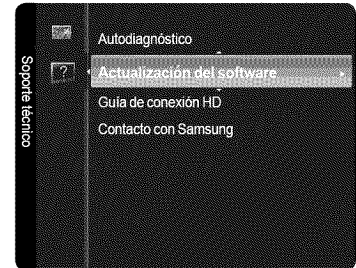 Soporte técnico
Autodiagnóstico
Actualización del software
Guía de conexión HD
Contacto con Samsung